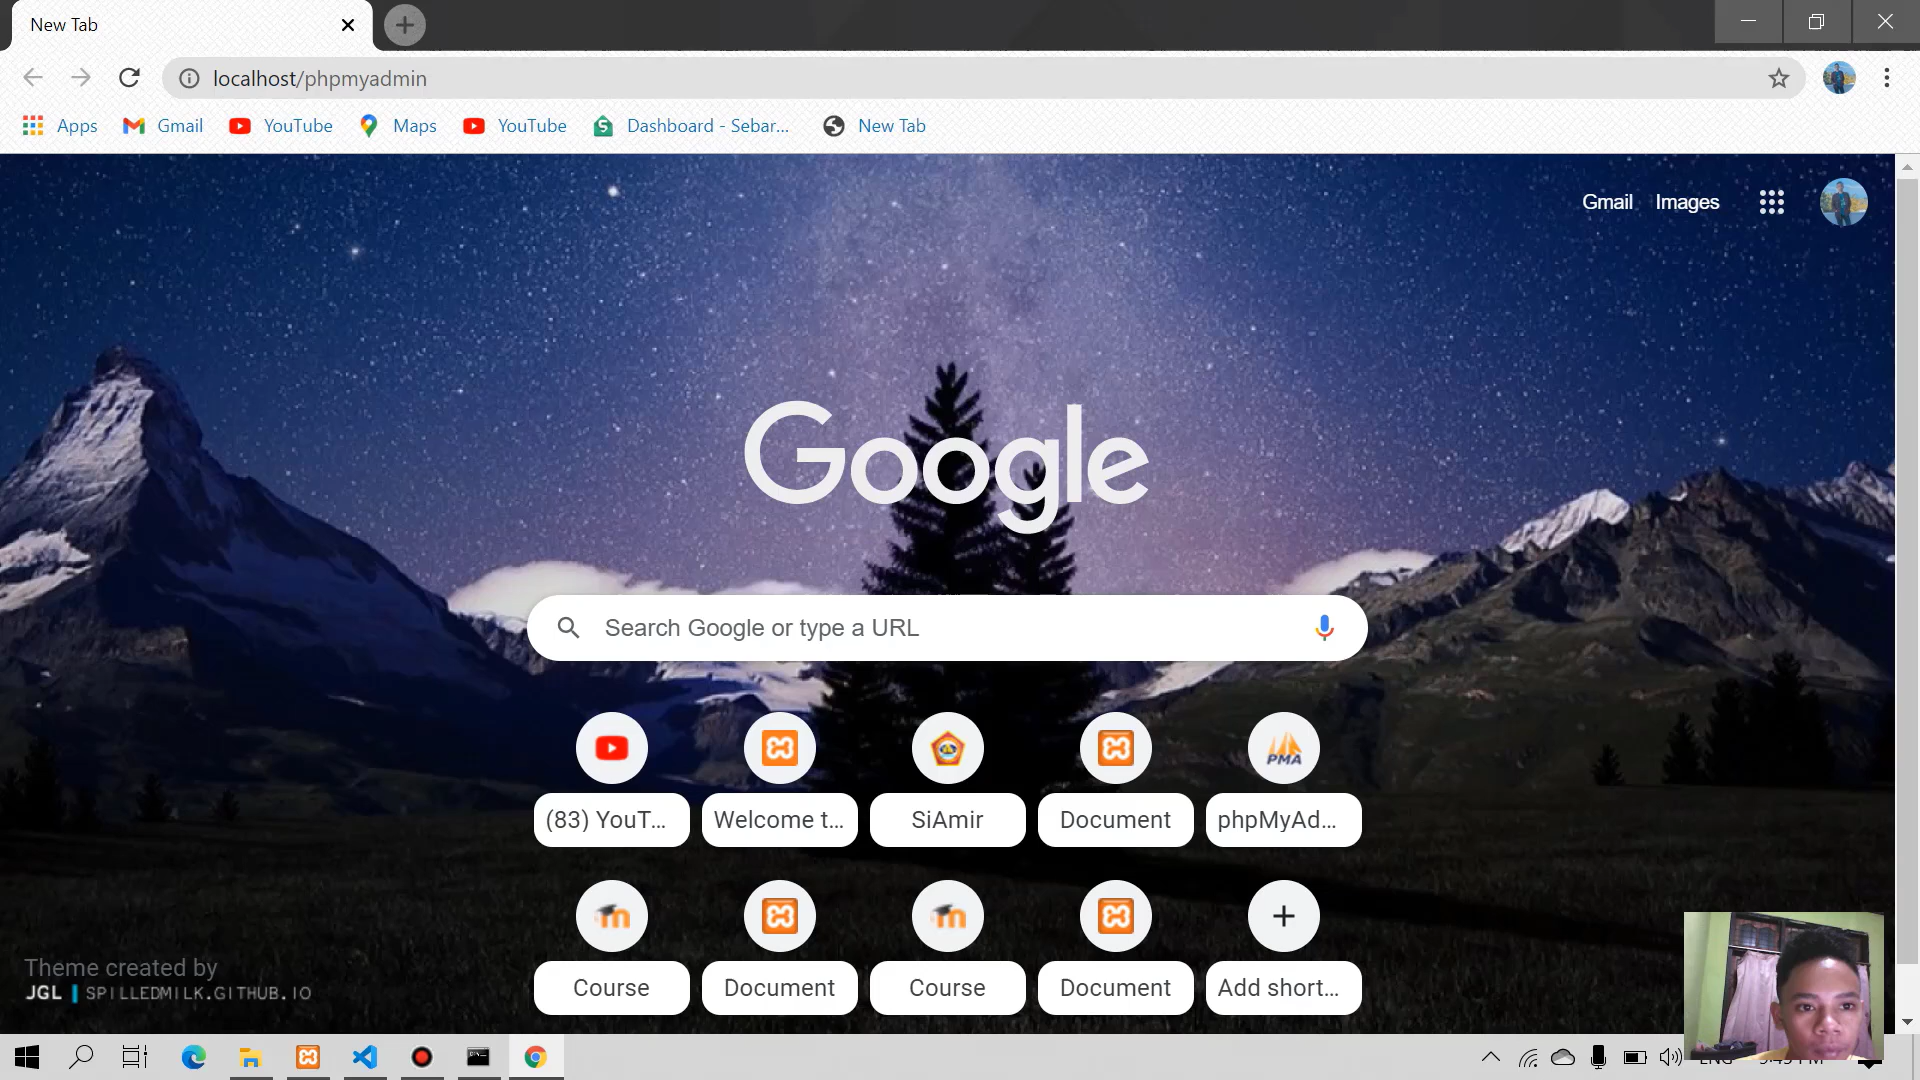 New Tab
localhost/phpmyadmin
Apps Gmail YouTube Maps YouTube Dashboard - Sebar... New Tab
Gmail Images
Google
Search Google or type a URL
PMA
(83) YouT... Welcome t... SiAmir Document phpMyAd...
Course Document Course Document Add short...
Theme created by
JGL | SPILLEDMILK.GITHUB.IO